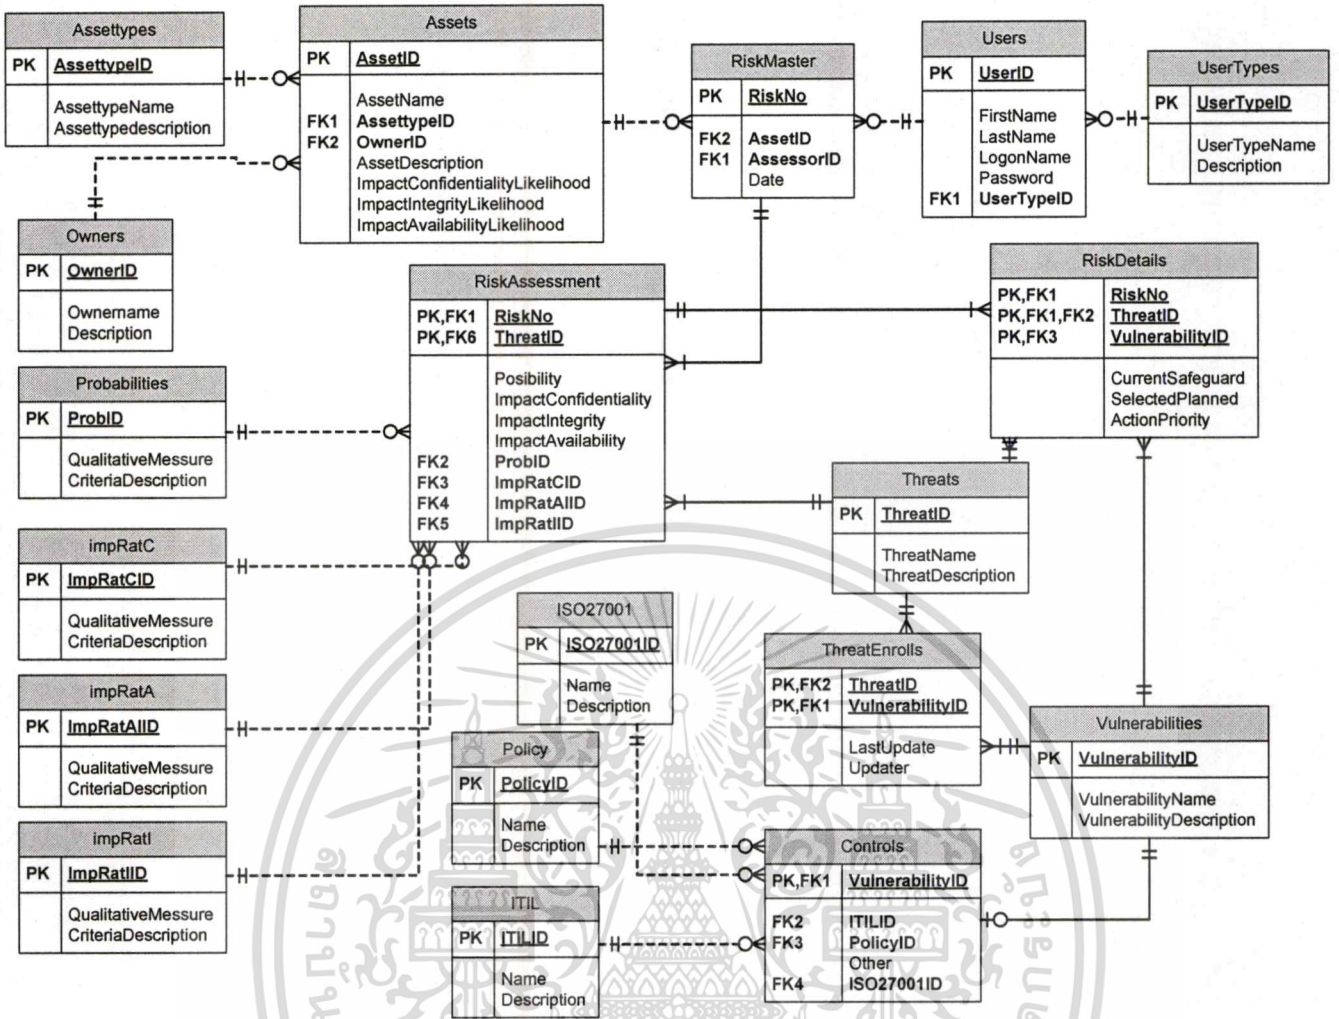 Assettypes
PK AssettypeID
AssettypeName
Assettypedescription
Assets
PK AssetID
AssetName
FK1 AssettypeID
FK2 OwnerID
AssetDescription
ImpactConfidentialityLikelihood
ImpactIntegrityLikelihood
ImpactAvailabilityLikelihood
RiskMaster
PK RiskNo
FK2 AssetID
FK1 AssessorID
Date
Users
PK UserID
FirstName
LastName
LogonName
Password
FK1 UserTypeID
UserTypes
PK UserTypeID
UserTypeName
Description
Owners
PK OwnerID
Ownername
Description
RiskAssessment
PK,FK1 RiskNo
PK,FK6 ThreatID
Posibility
ImpactConfidentiality
ImpactIntegrity
ImpactAvailability
FK2 ProbID
FK3 ImpRatCID
FK4 ImpRatAIID
FK5 ImpRatIID
RiskDetails
PK,FK1 RiskNo
PK,FK1,FK2 ThreatID
PK,FK3 VulnerabilityID
CurrentSafeguard
SelectedPlanned
ActionPriority
Probabilities
PK ProbID
QualitativeMessure
CriteriaDescription
Threats
PK ThreatID
ThreatName
ThreatDescription
impRatC
PK ImpRatCID
QualitativeMessure
CriteriaDescription
ISO27001
PK ISO27001ID
Name
Description
ThreatEnrolls
PK,FK2 ThreatID
PK,FK1 VulnerabilityID
LastUpdate
Updater
impRatA
PK ImpRatAIID
QualitativeMessure
CriteriaDescription
Policy
PK PolicyID
Name
Description
Vulnerabilities
PK VulnerabilityID
VulnerabilityName
VulnerabilityDescription
impRatI
PK ImpRatIID
QualitativeMessure
CriteriaDescription
ITIL
PK ITILID
Name
Description
Controls
PK,FK1 VulnerabilityID
FK2 ITILID
FK3 PolicyID
Other
FK4 ISO27001ID